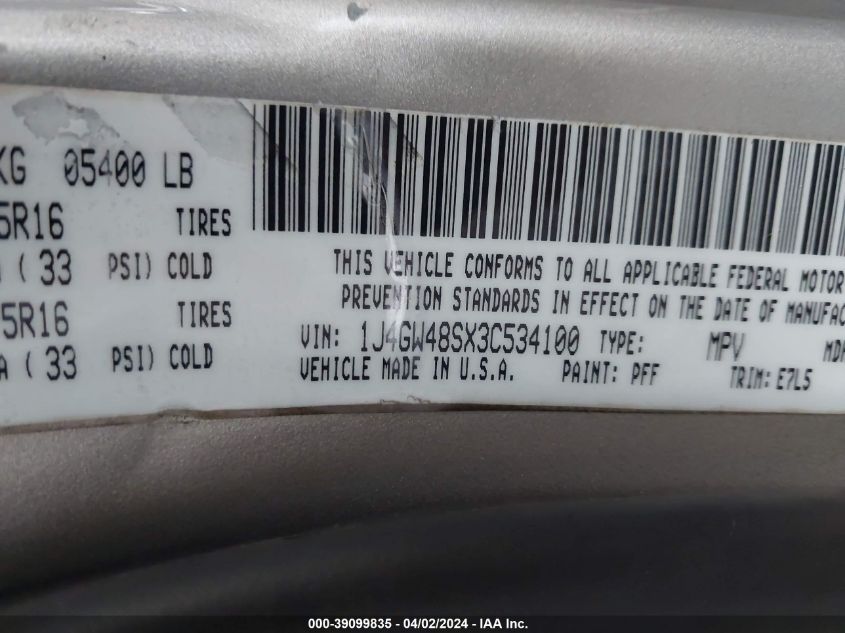 KG 05400 LB
5R16 TIRES
( 33 PSI) COLD
5R16 TIRES
A ( 33 PSI) COLD
THIS VEHICLE CONFORMS TO ALL APPLICABLE FEDERAL MOTOR
PREVENTION STANDARDS IN EFFECT ON THE DATE OF MANUFAC
VIN: 1J4GW48SX3C534100 TYPE: MPV MDH
VEHICLE MADE IN U.S.A. PAINT: PFF TRIM: E7L5
000-39099835 - 04/02/2024 - IAA Inc.